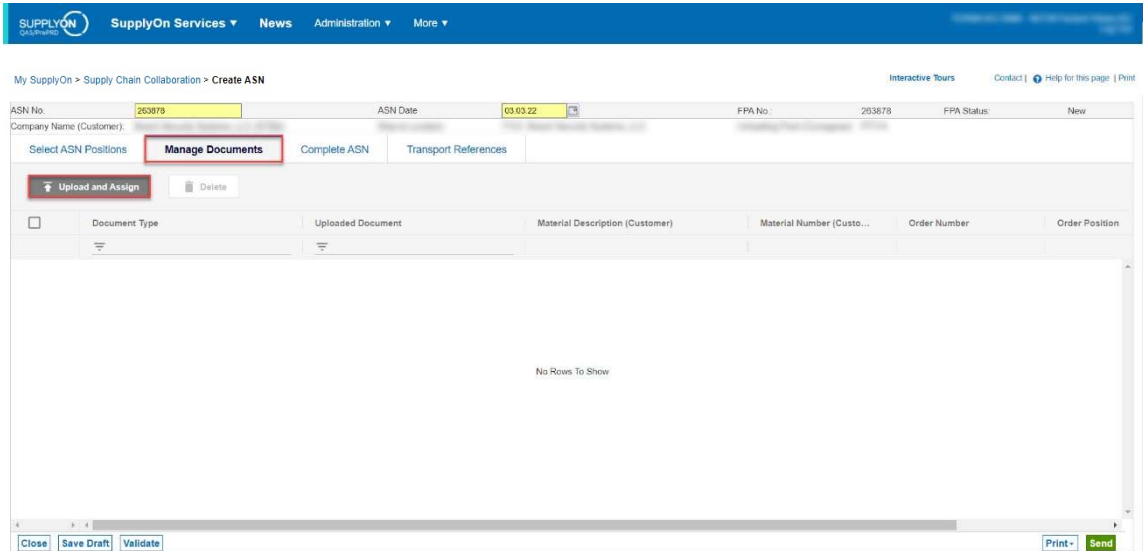 SUPPLYON
QAS/PrePRD
SupplyOn Services News Administration More
My SupplyOn > Supply Chain Collaboration > Create ASN
Interactive Tours Contact | Help for this page | Print
ASN No. 263878 ASN Date 03.03.22 FPA No.: 263878 FPA Status: New
Company Name (Customer):
Select ASN Positions Manage Documents Complete ASN Transport References
Upload and Assign Delete
Document Type Uploaded Document Material Description (Customer) Material Number (Custo... Order Number Order Position
No Rows To Show
Close Save Draft Validate Print Send